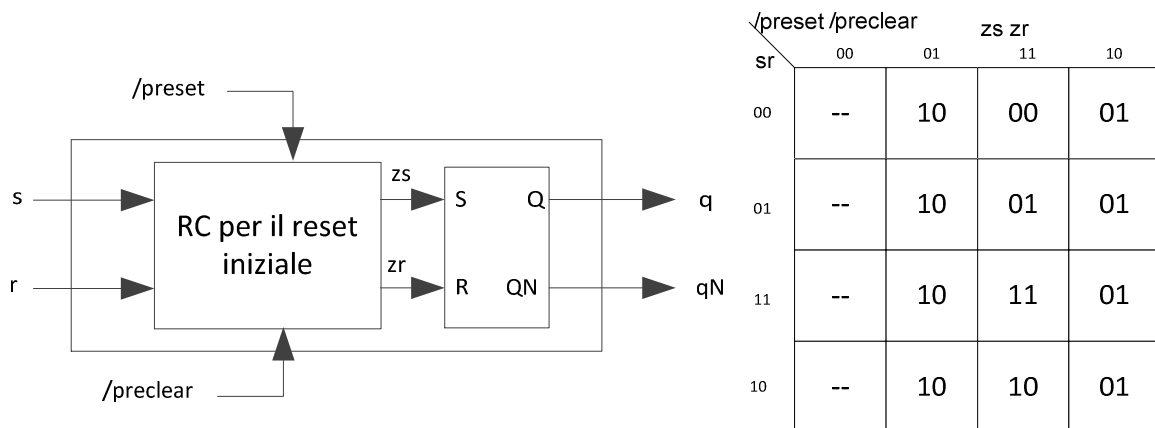 /preset
s
r
RC per il reset
iniziale
zs
zr
S Q
R QN
q
qN
/preclear
/preset /preclear zs zr
sr 00 01 11 10
00 -- 10 00 01
01 -- 10 01 01
11 -- 10 11 01
10 -- 10 10 01